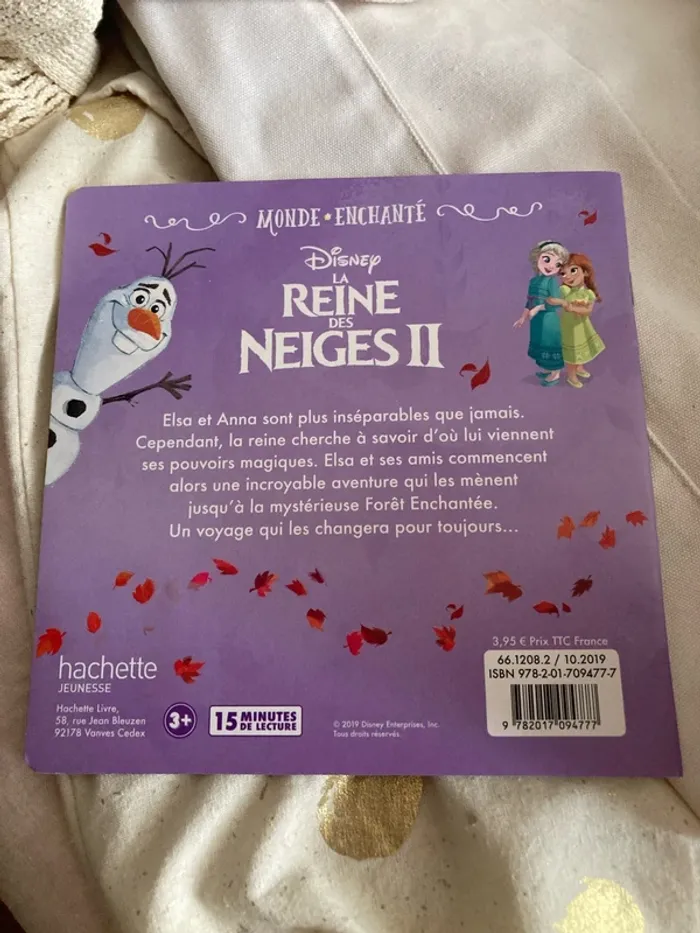 MONDE ★ ENCHANTÉ
Disney
LA
REINE
DES
NEIGES II
Elsa et Anna sont plus inséparables que jamais.
Cependant, la reine cherche à savoir d'où lui viennent
ses pouvoirs magiques. Elsa et ses amis commencent
alors une incroyable aventure qui les mènent
jusqu'à la mystérieuse Forêt Enchantée.
Un voyage qui les changera pour toujours...
3,95 € Prix TTC France
66.1208.2 / 10.2019
ISBN 978-2-01-709477-7
9 782017 094777
hachette
JEUNESSE
Hachette Livre,
58, rue Jean Bleuzen
92178 Vanves Cedex
3+
15 MINUTES
DE LECTURE
© 2019 Disney Enterprises, Inc.
Tous droits réservés.